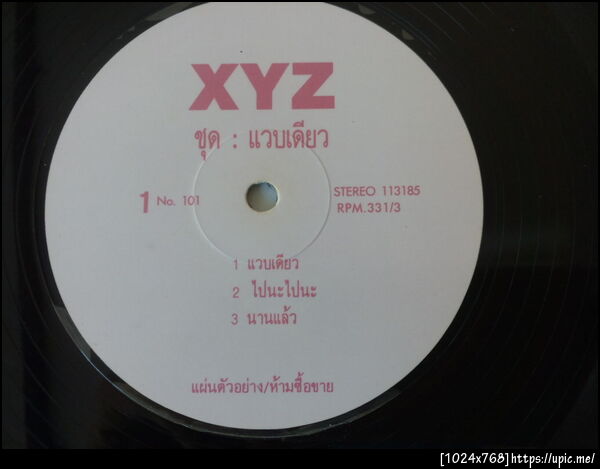 XYZ
ชุด : แวบเดียว
1 No. 101
STEREO 113185
RPM.331/3
1 แวบเดียว
2 ไปนะไปนะ
3 นานแล้ว
แผ่นตัวอย่าง/ห้ามซื้อขาย
[1024x768]https://upic.me/